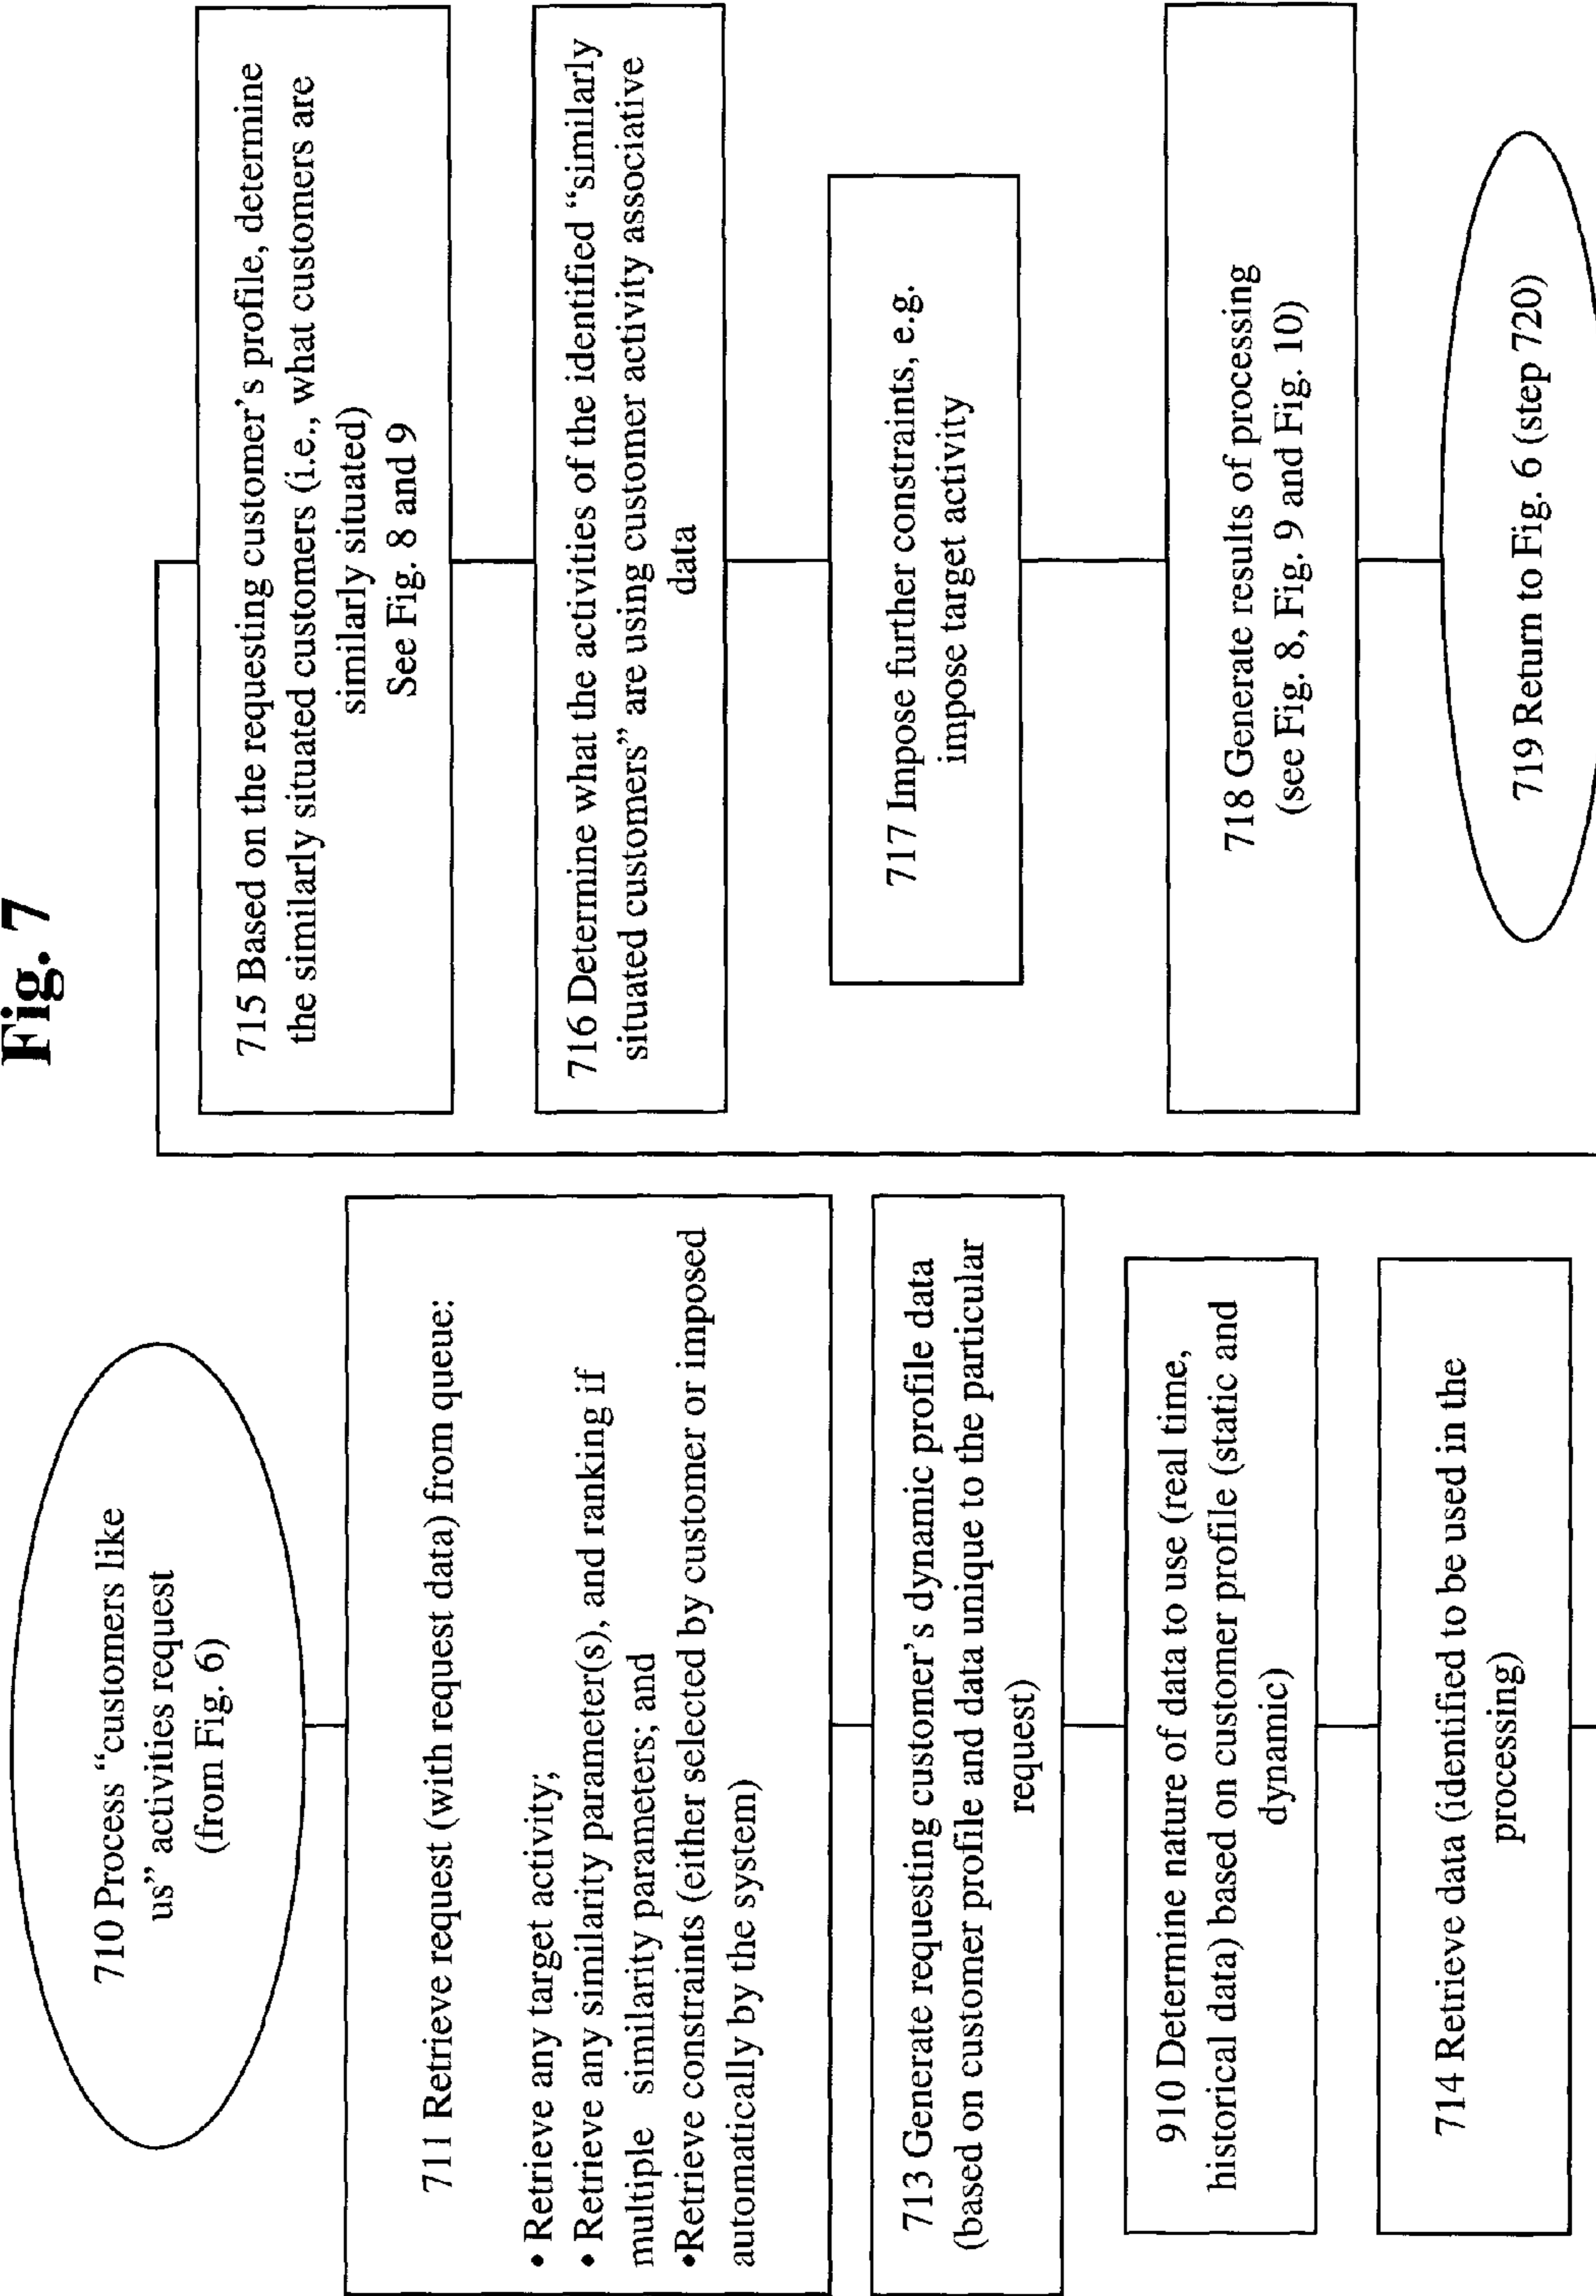 Fig. 7
710 Process “customers like
us” activities request
(from Fig. 6)
711 Retrieve request (with request data) from queue:
• Retrieve any target activity;
• Retrieve any similarity parameter(s), and ranking if
multiple similarity parameters; and
•Retrieve constraints (either selected by customer or imposed
automatically by the system)
713 Generate requesting customer’s dynamic profile data
(based on customer profile and data unique to the particular
request)
910 Determine nature of data to use (real time,
historical data) based on customer profile (static and
dynamic)
714 Retrieve data (identified to be used in the
processing)
715 Based on the requesting customer’s profile, determine
the similarly situated customers (i.e., what customers are
similarly situated)
See Fig. 8 and 9
716 Determine what the activities of the identified “similarly
situated customers” are using customer activity associative
data
717 Impose further constraints, e.g.
impose target activity
718 Generate results of processing
(see Fig. 8, Fig. 9 and Fig. 10)
719 Return to Fig. 6 (step 720)